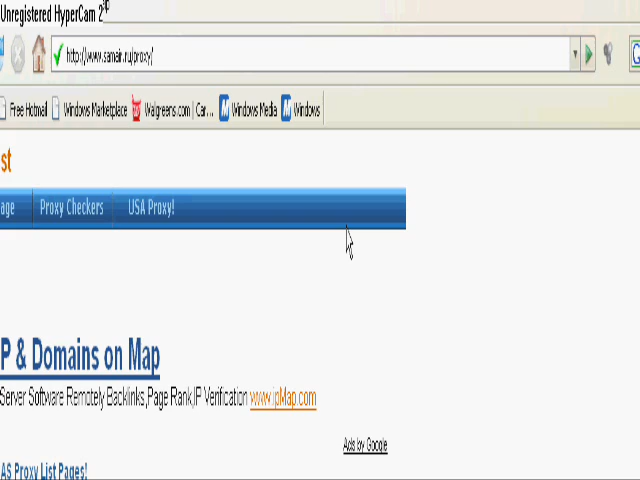 Unregistered HyperCam 2
http://www.samair.ru/proxy/
Free Hotmail Windows Marketplace Walgreens.com | Car... Windows Media Windows
st
age Proxy Checkers USA Proxy!
P & Domains on Map
Server Software Remotely Backlinks,Page Rank,IP Verification www.ipMap.com
Ads by Google
AS Proxy List Pages!